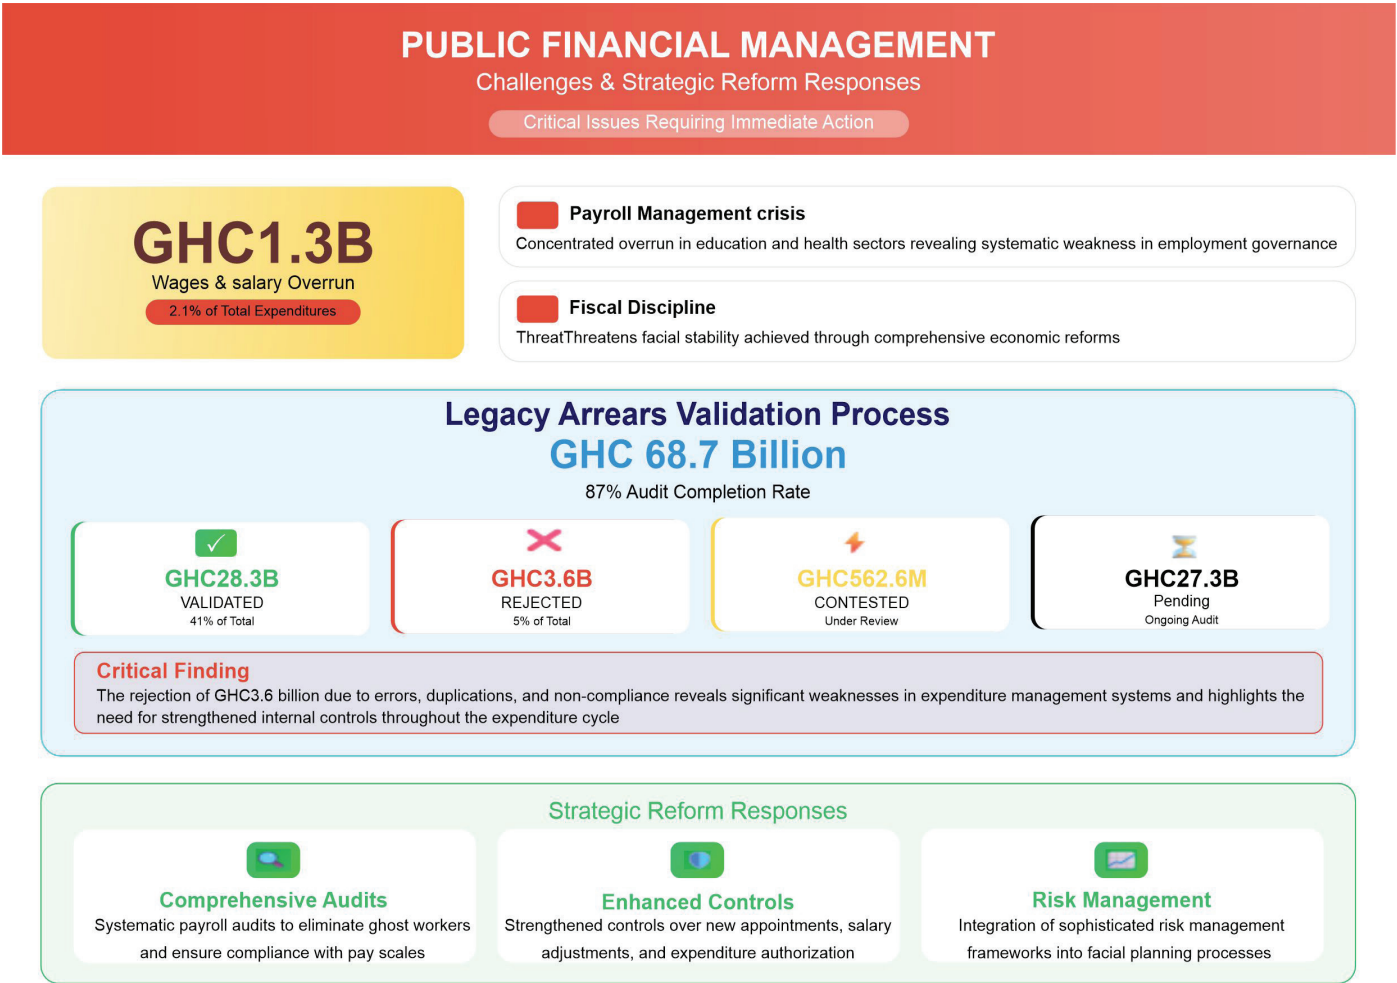 PUBLIC FINANCIAL MANAGEMENT
Challenges & Strategic Reform Responses
Critical Issues Requiring Immediate Action
GHC1.3B
Wages & salary Overrun
2.1% of Total Expenditures
Payroll Management crisis
Concentrated overrun in education and health sectors revealing systematic weakness in employment governance
Fiscal Discipline
ThreatThreatens facial stability achieved through comprehensive economic reforms
Legacy Arrears Validation Process
GHC 68.7 Billion
87% Audit Completion Rate
GHC28.3B
VALIDATED
41% of Total
GHC3.6B
REJECTED
5% of Total
GHC562.6M
CONTESTED
Under Review
GHC27.3B
Pending
Ongoing Audit
Critical Finding
The rejection of GHC3.6 billion due to errors, duplications, and non-compliance reveals significant weaknesses in expenditure management systems and highlights the
need for strengthened internal controls throughout the expenditure cycle
Strategic Reform Responses
Comprehensive Audits
Systematic payroll audits to eliminate ghost workers
and ensure compliance with pay scales
Enhanced Controls
Strengthened controls over new appointments, salary
adjustments, and expenditure authorization
Risk Management
Integration of sophisticated risk management
frameworks into facial planning processes